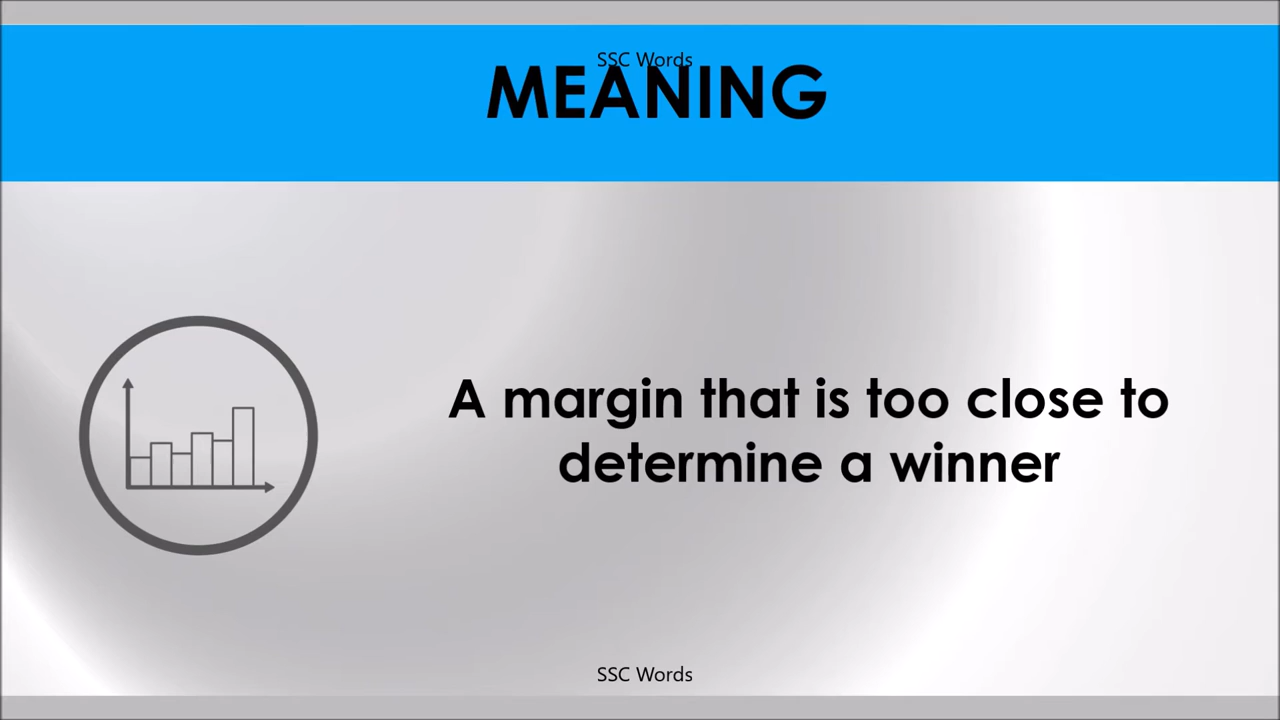 SSC Words
MEANING
A margin that is too close to
determine a winner
SSC Words